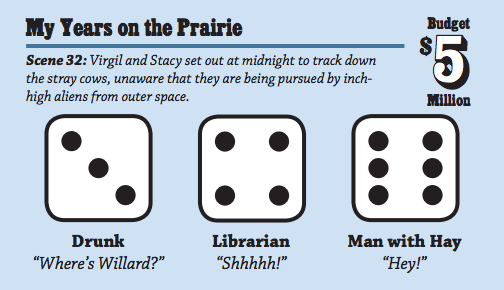 My Years on the Prairie
Budget
$5
Million
Scene 32: Virgil and Stacy set out at midnight to track down
the stray cows, unaware that they are being pursued by inch-
high aliens from outer space.
Drunk
Librarian
Man with Hay
“Where’s Willard?”
“Shhhhh!”
“Hey!”